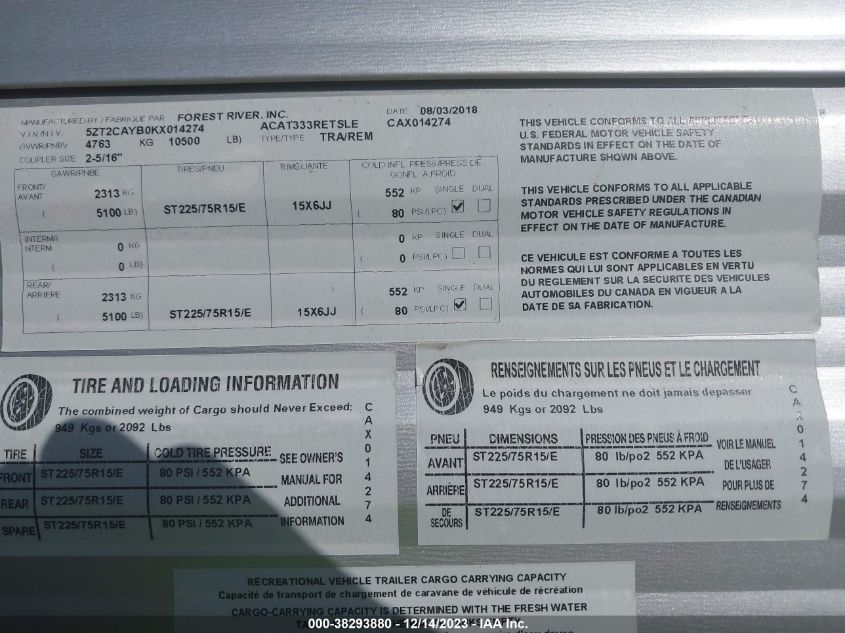 MANUFACTURED BY / FABRIQUE PAR FOREST RIVER, INC. DATE 08/03/2018
V.I.N./N.I.V. 5ZT2CAYB0KX014274 ACAT333RETSLE CAX014274
GVWR/PNBV 4763 KG 10500 LB) TYPE/TYPE TRA/REM
COUPLER SIZE 2-5/16"
GAWR/PNBE TIRES/PNEU RIMS/JANTE COLD INFL. PRESS/PRESS DE
GONFL. A FROID
FRONT/ 552 KP SINGLE DUAL
AVANT 2313 KG
( 5100 LB) ST225/75R15/E 15X6JJ ( 80 PSI/LPC)
INTERM/ 0 KP SINGLE DUAL
INTERM 0 KG
( 0 LB) ( 0 PSI/LPC)
REAR/ 552 KP SINGLE DUAL
ARRIERE 2313 KG
( 5100 LB) ST225/75R15/E 15X6JJ ( 80 PSI/LPC)
THIS VEHICLE CONFORMS TO ALL APPLICABLE
U.S. FEDERAL MOTOR VEHICLE SAFETY
STANDARDS IN EFFECT ON THE DATE OF
MANUFACTURE SHOWN ABOVE.
THIS VEHICLE CONFORMS TO ALL APPLICABLE
STANDARDS PRESCRIBED UNDER THE CANADIAN
MOTOR VEHICLE SAFETY REGULATIONS IN
EFFECT ON THE DATE OF MANUFACTURE.
CE VEHICULE EST CONFORME A TOUTES LES
NORMES QUI LUI SONT APPLICABLES EN VERTU
DU REGLEMENT SUR LA SECURITE DES VEHICULES
AUTOMOBILES DU CANADA EN VIGUEUR A LA
DATE DE SA FABRICATION.
TIRE AND LOADING INFORMATION
The combined weight of Cargo should Never Exceed:
949 Kgs or 2092 Lbs
TIRE SIZE COLD TIRE PRESSURE
FRONT ST225/75R15/E 80 PSI / 552 KPA
REAR ST225/75R15/E 80 PSI / 552 KPA
SPARE ST225/75R15/E 80 PSI / 552 KPA
SEE OWNER'S
MANUAL FOR
ADDITIONAL
INFORMATION
CAX014274
RENSEIGNEMENTS SUR LES PNEUS ET LE CHARGEMENT
Le poids du chargement ne doit jamais depasser
949 Kgs or 2092 Lbs
PNEU DIMENSIONS PRESSION DES PNEUS À FROID
AVANT ST225/75R15/E 80 lb/po2 552 KPA
ARRIÈRE ST225/75R15/E 80 lb/po2 552 KPA
DE SECOURS ST225/75R15/E 80 lb/po2 552 KPA
VOIR LE MANUEL
DE L'USAGER
POUR PLUS DE
RENSEIGNEMENTS
CAX014274
RECREATIONAL VEHICLE TRAILER CARGO CARRYING CAPACITY
Capacité de transport de chargement de caravane de véhicule de récréation
CARGO-CARRYING CAPACITY IS DETERMINED WITH THE FRESH WATER
000-38293880 - 12/14/2023 - IAA Inc.